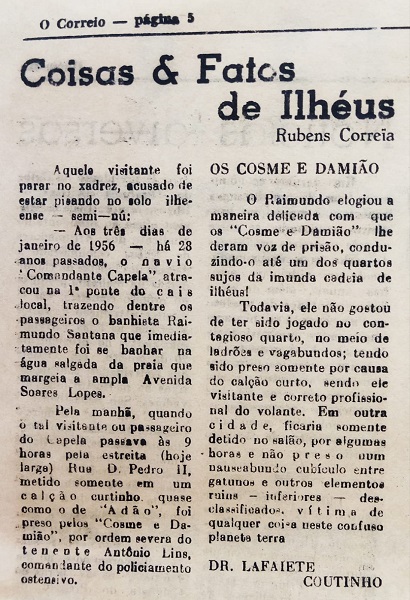 O Correio — página 5
Coisas & Fatos
de Ilhéus
Rubens Correia
Aquele visitante foi
parar no xadrez, acusado de
estar pisando no solo ilhe-
ense — semi—nú:
— Aos três dias de
janeiro de 1956 — há 28
anos passados, o navio
"Comandante Capela" atra-
cou na 1ª ponte do cais
local, trazendo dentre os
passageiros o banhista Rai-
mundo Santana que imedia-
tamente foi se banhar na
água salgada da praia que
margeia a ampla Avenida
Soares Lopes.
Pela manhã, quando
o tal visitante ou passageiro
do Capela passava às 9
horas pela estreita (hoje
larga) Rua D. Pedro II,
metido somente em um
calção curtinho quase
como o de "Adão", foi
preso pelos "Cosme e Da-
mião", por ordem severa do
tenente Antônio Lins,
comandante do policiamento
ostensivo.
OS COSME E DAMIÃO
O Raimundo elogiou a
maneira delicada com que
os "Cosme e Damião" lhe
deram voz de prisão, condu-
zindo-o até um dos quartos
sujos da imunda cadeia de
ilhéus!
Todavia, ele não gostou
de ter sido jogado no con-
tagioso quarto, no meio de
ladrões e vagabundos; tendo
sido preso somente por causa
do calção curto, sendo ele
visitante e correto profissio-
nal do volante. Em outra
cidade, ficaria somente
detido no salão, por algumas
horas e não preso num
nauseabundo cubículo entre
gatunos e outros elementos
ruins — inferiores — des-
classificados, vítima de
qualquer coisa neste confuso
planeta terra
DR. LAFAIETE
COUTINHO